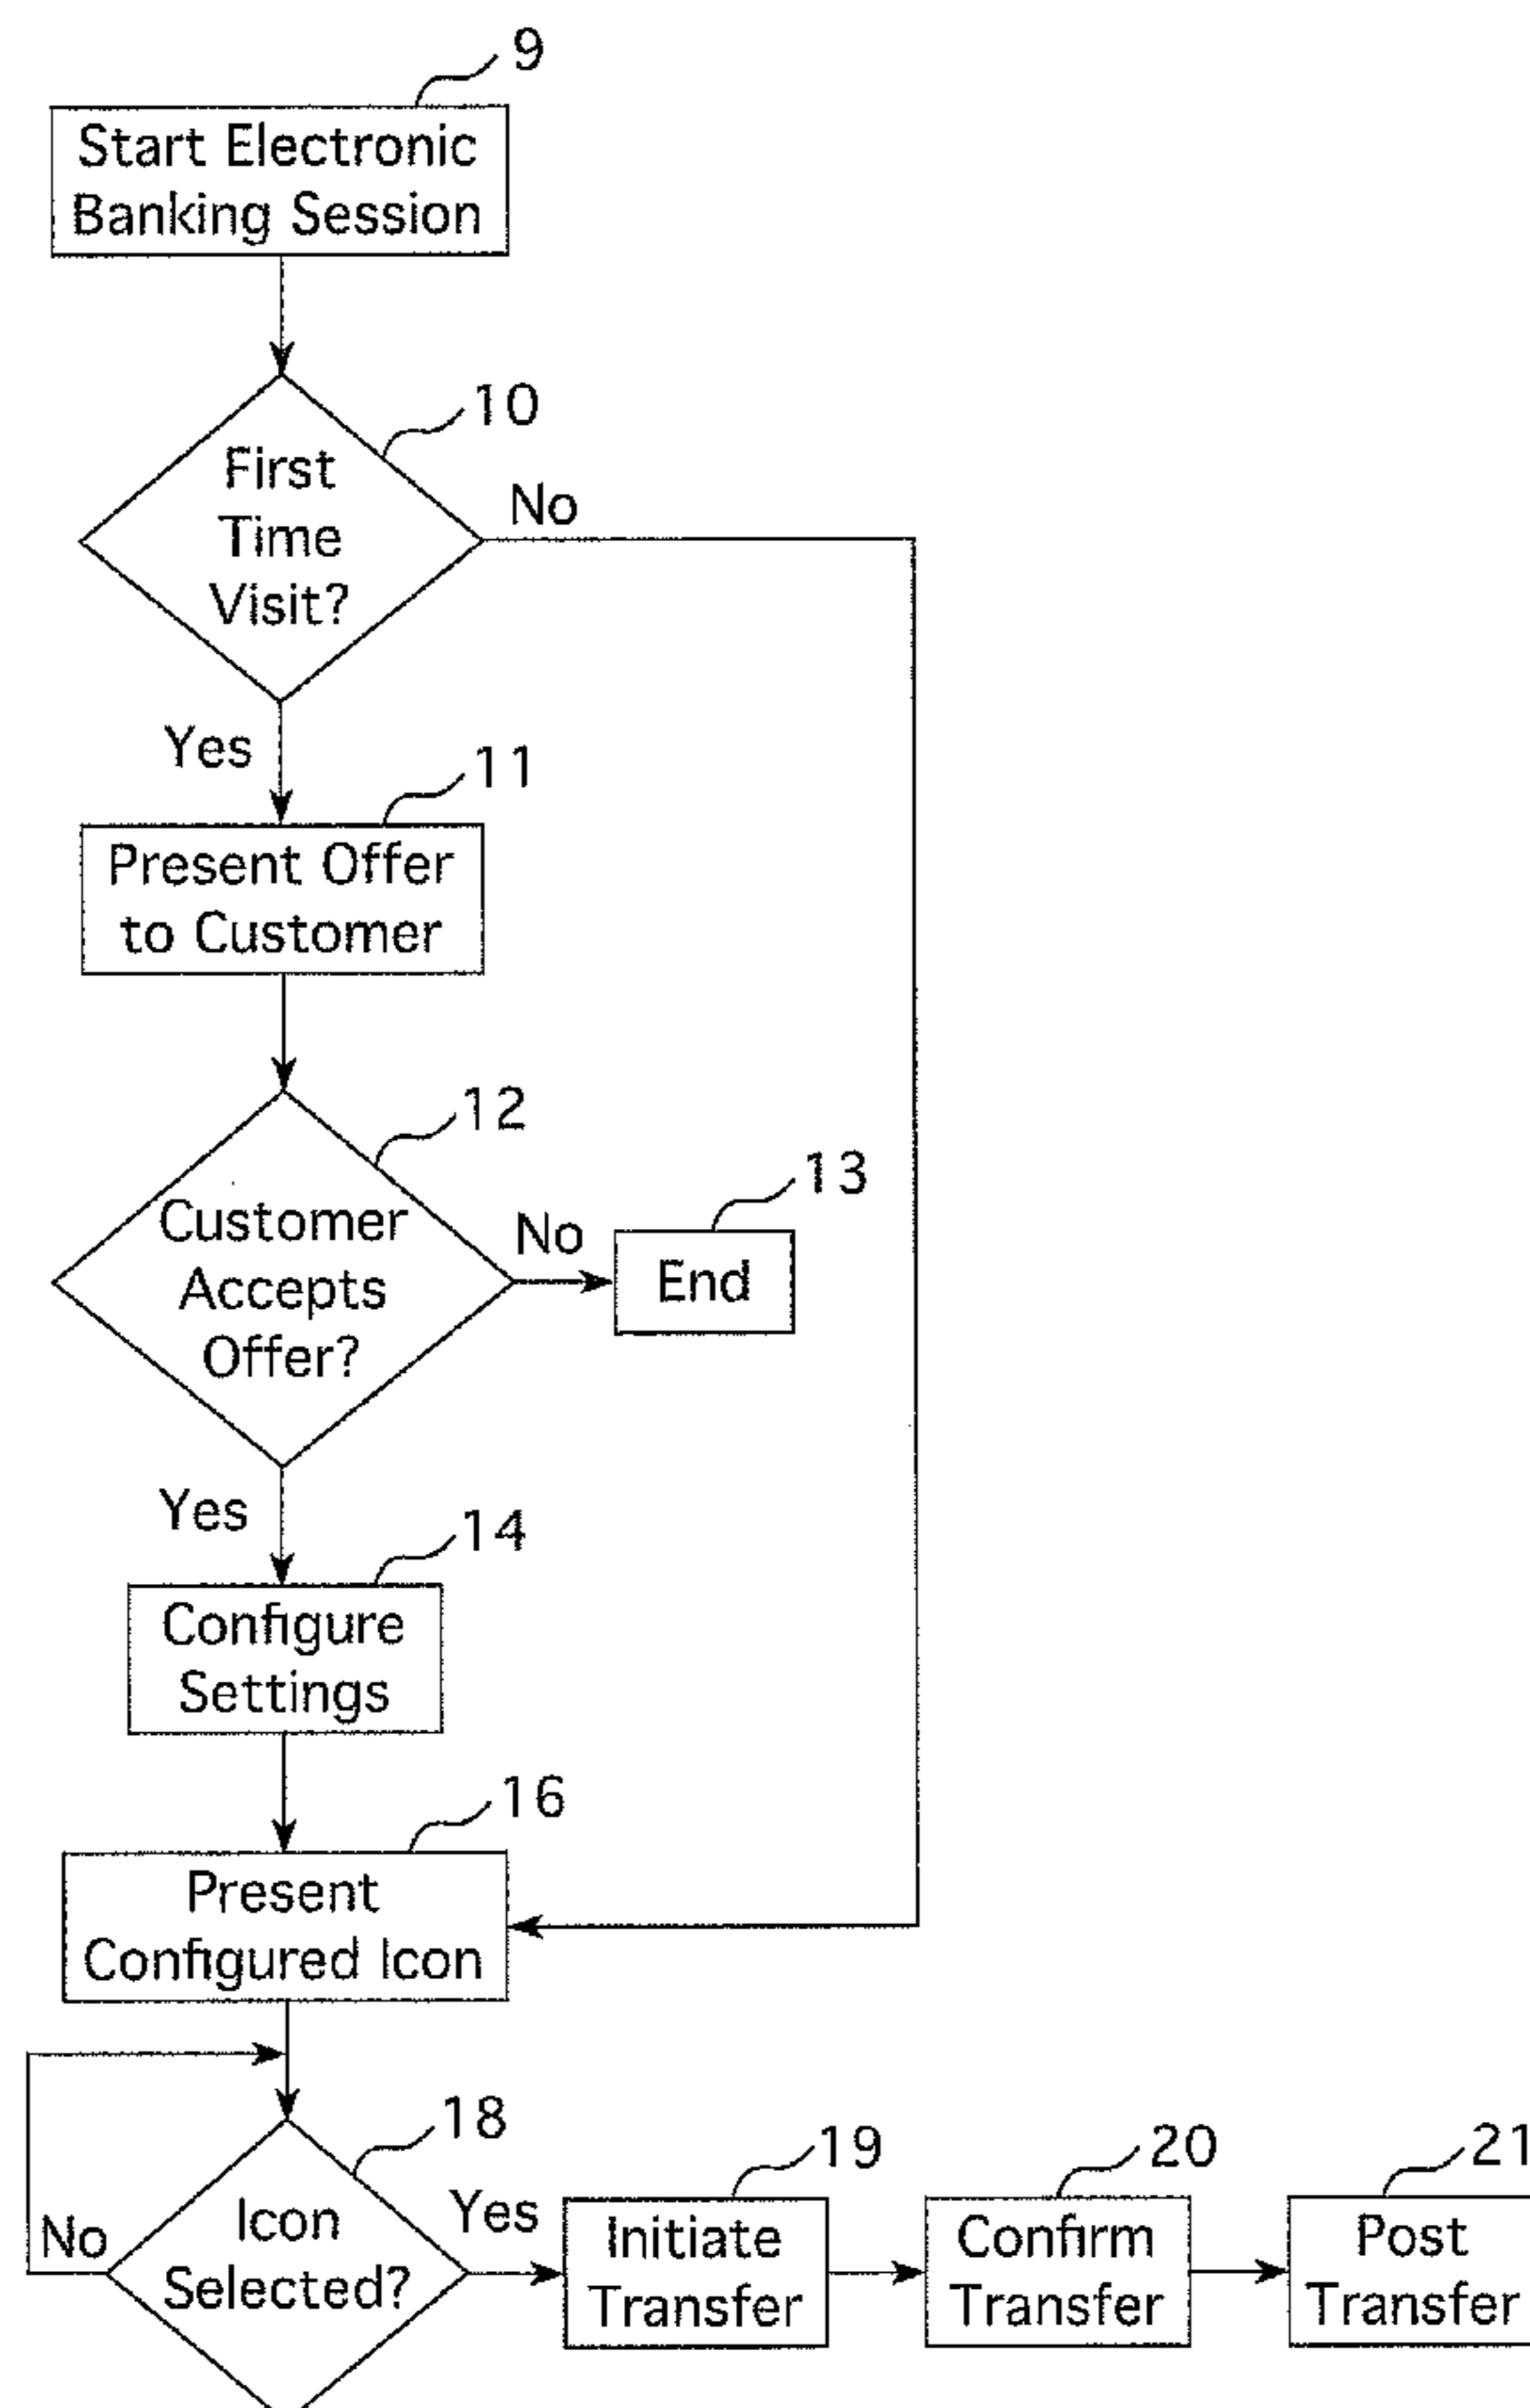 9
Start Electronic
Banking Session
10
First
Time
Visit?
No
Yes
11
Present Offer
to Customer
12
Customer
Accepts
Offer?
No
13
End
Yes
14
Configure
Settings
16
Present
Configured Icon
18
Icon
Selected?
No
Yes
19
Initiate
Transfer
20
Confirm
Transfer
21
Post
Transfer